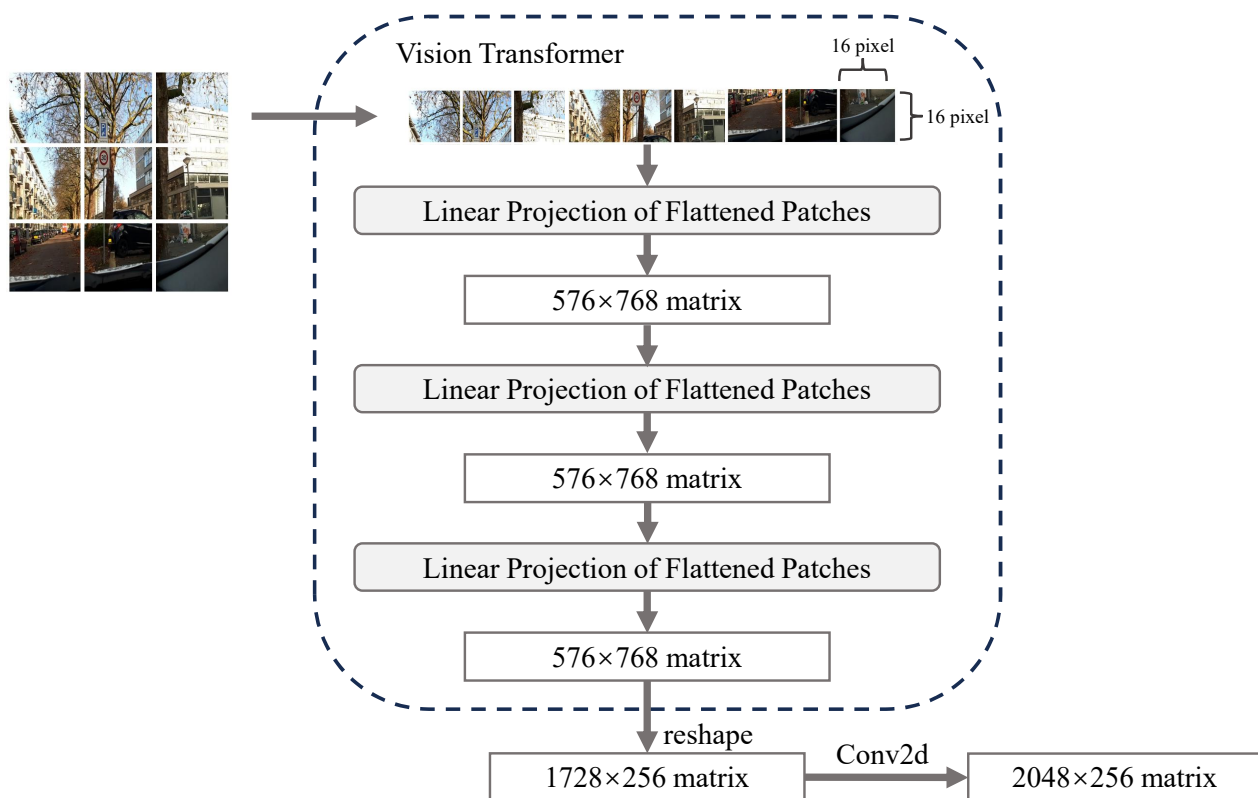 Vision Transformer
16 pixel
16 pixel
Linear Projection of Flattened Patches
576×768 matrix
Linear Projection of Flattened Patches
576×768 matrix
Linear Projection of Flattened Patches
576×768 matrix
reshape
1728×256 matrix
Conv2d
2048×256 matrix